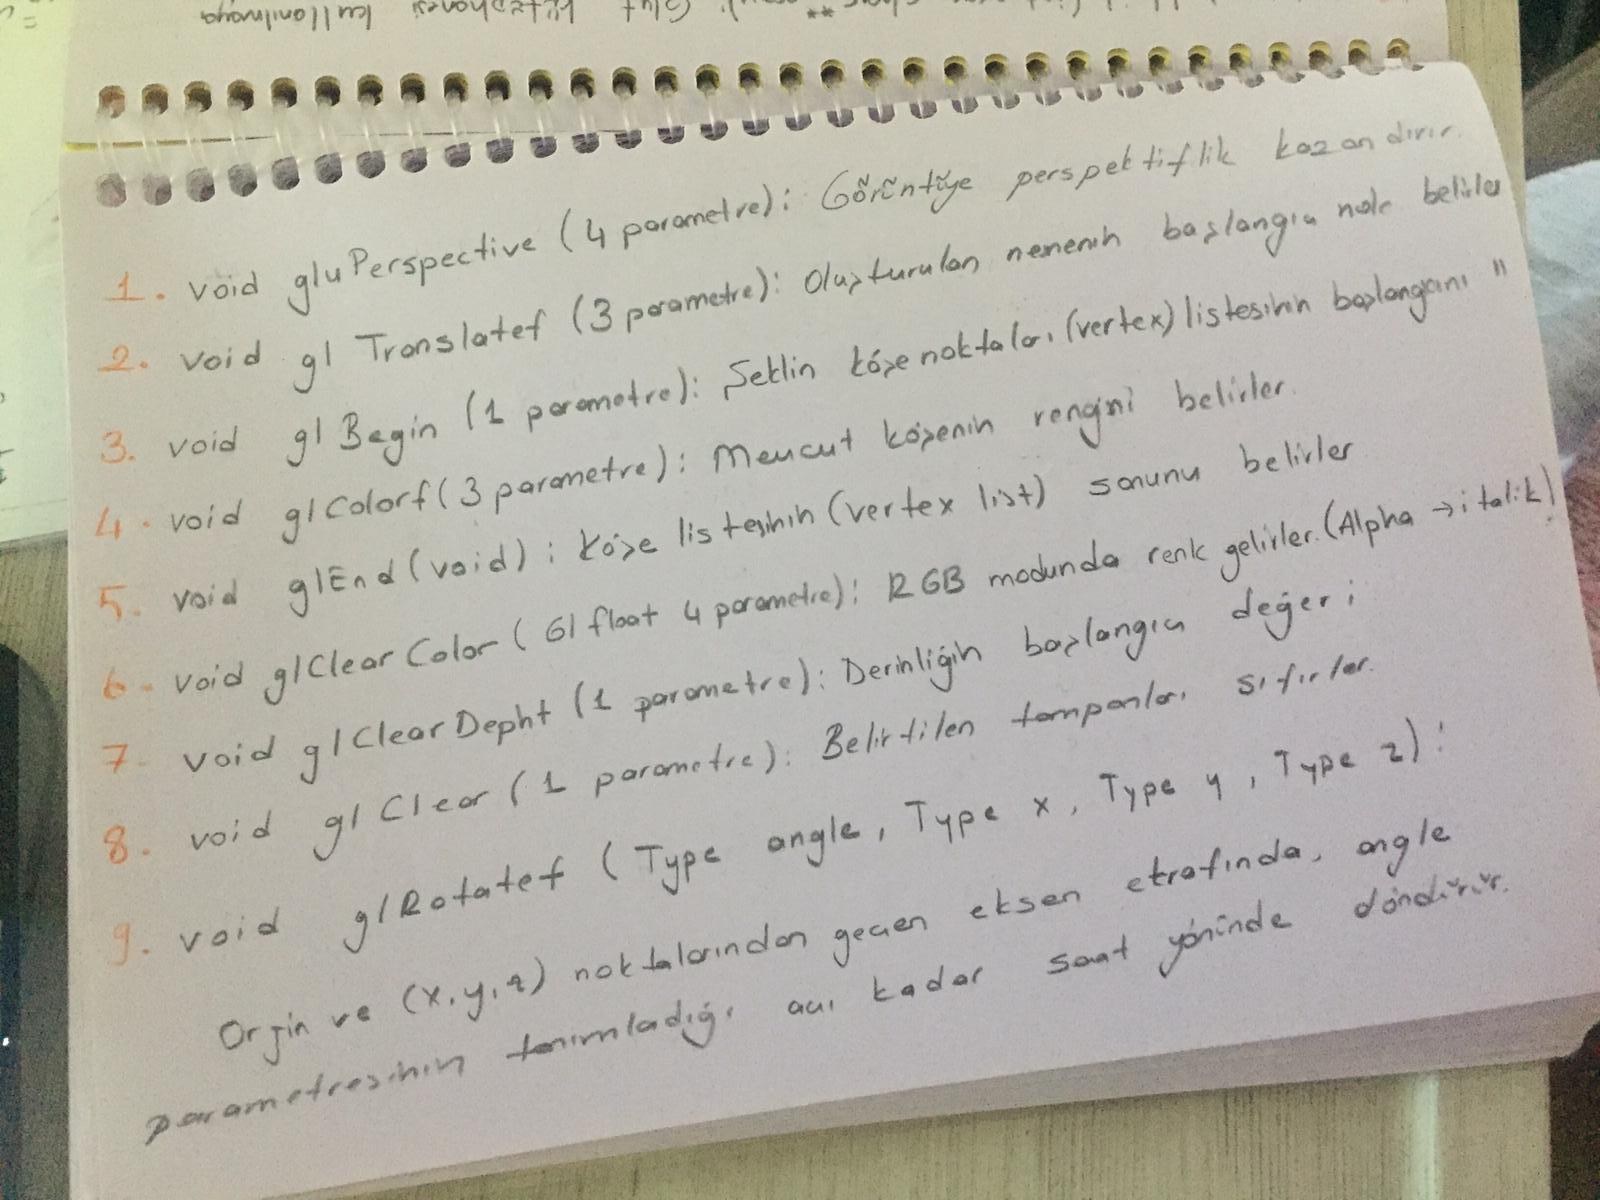 kütüphanesi kullanılmaya
1. void gluPerspective (4 parametre): Görüntüye perspektiflik kazandırır.
2. void glTranslatef (3 parametre): Oluşturulan nesnenin başlangıç nok belirler
3. void glBegin (1 parametre): Şeklin köşe noktaları (vertex) listesinin başlangıcını "
4. void glColorf (3 parametre): Mevcut köşenin rengini belirler.
5. void glEnd (void): Köşe listesinin (vertex list) sonunu belirler
6. void glClearColor (Gl float 4 parametre): RGB modunda renk gelirler. (Alpha → italik)
7. void glClearDepht (1 parametre): Derinliğin başlangıcı değeri
8. void glClear (1 parametre): Belirtilen tamponları sıfırlar.
9. void glRotatef (Type angle, Type x, Type y, Type z):
Orjin ve (x, y, z) noktalarından geçen eksen etrafında, angle
parametresinin tanımladığı açı kadar saat yönünde döndürür.